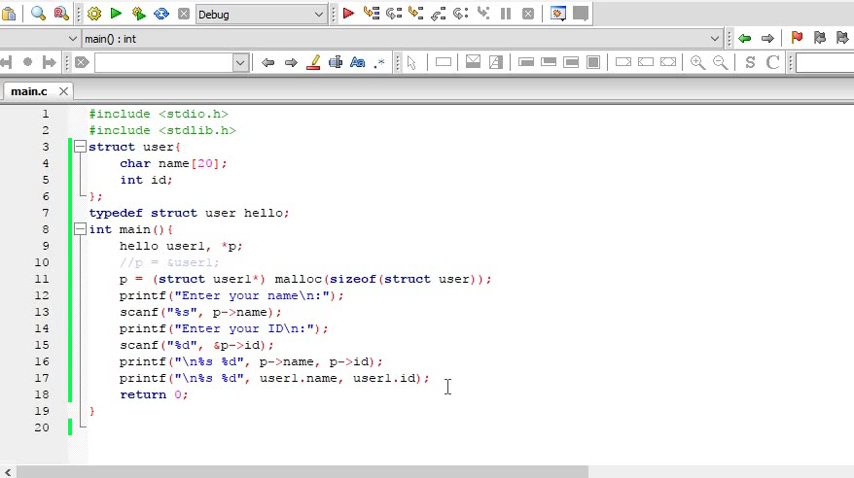 Debug
main() : int
Aa .*
S C
main.c
1 #include <stdio.h>
2 #include <stdlib.h>
3 struct user{
4 char name[20];
5 int id;
6 };
7 typedef struct user hello;
8 int main(){
9 hello user1, *p;
10 //p = &user1;
11 p = (struct user1*) malloc(sizeof(struct user));
12 printf("Enter your name\n:");
13 scanf("%s", p->name);
14 printf("Enter your ID\n:");
15 scanf("%d", &p->id);
16 printf("\n%s %d", p->name, p->id);
17 printf("\n%s %d", user1.name, user1.id);
18 return 0;
19 }
20